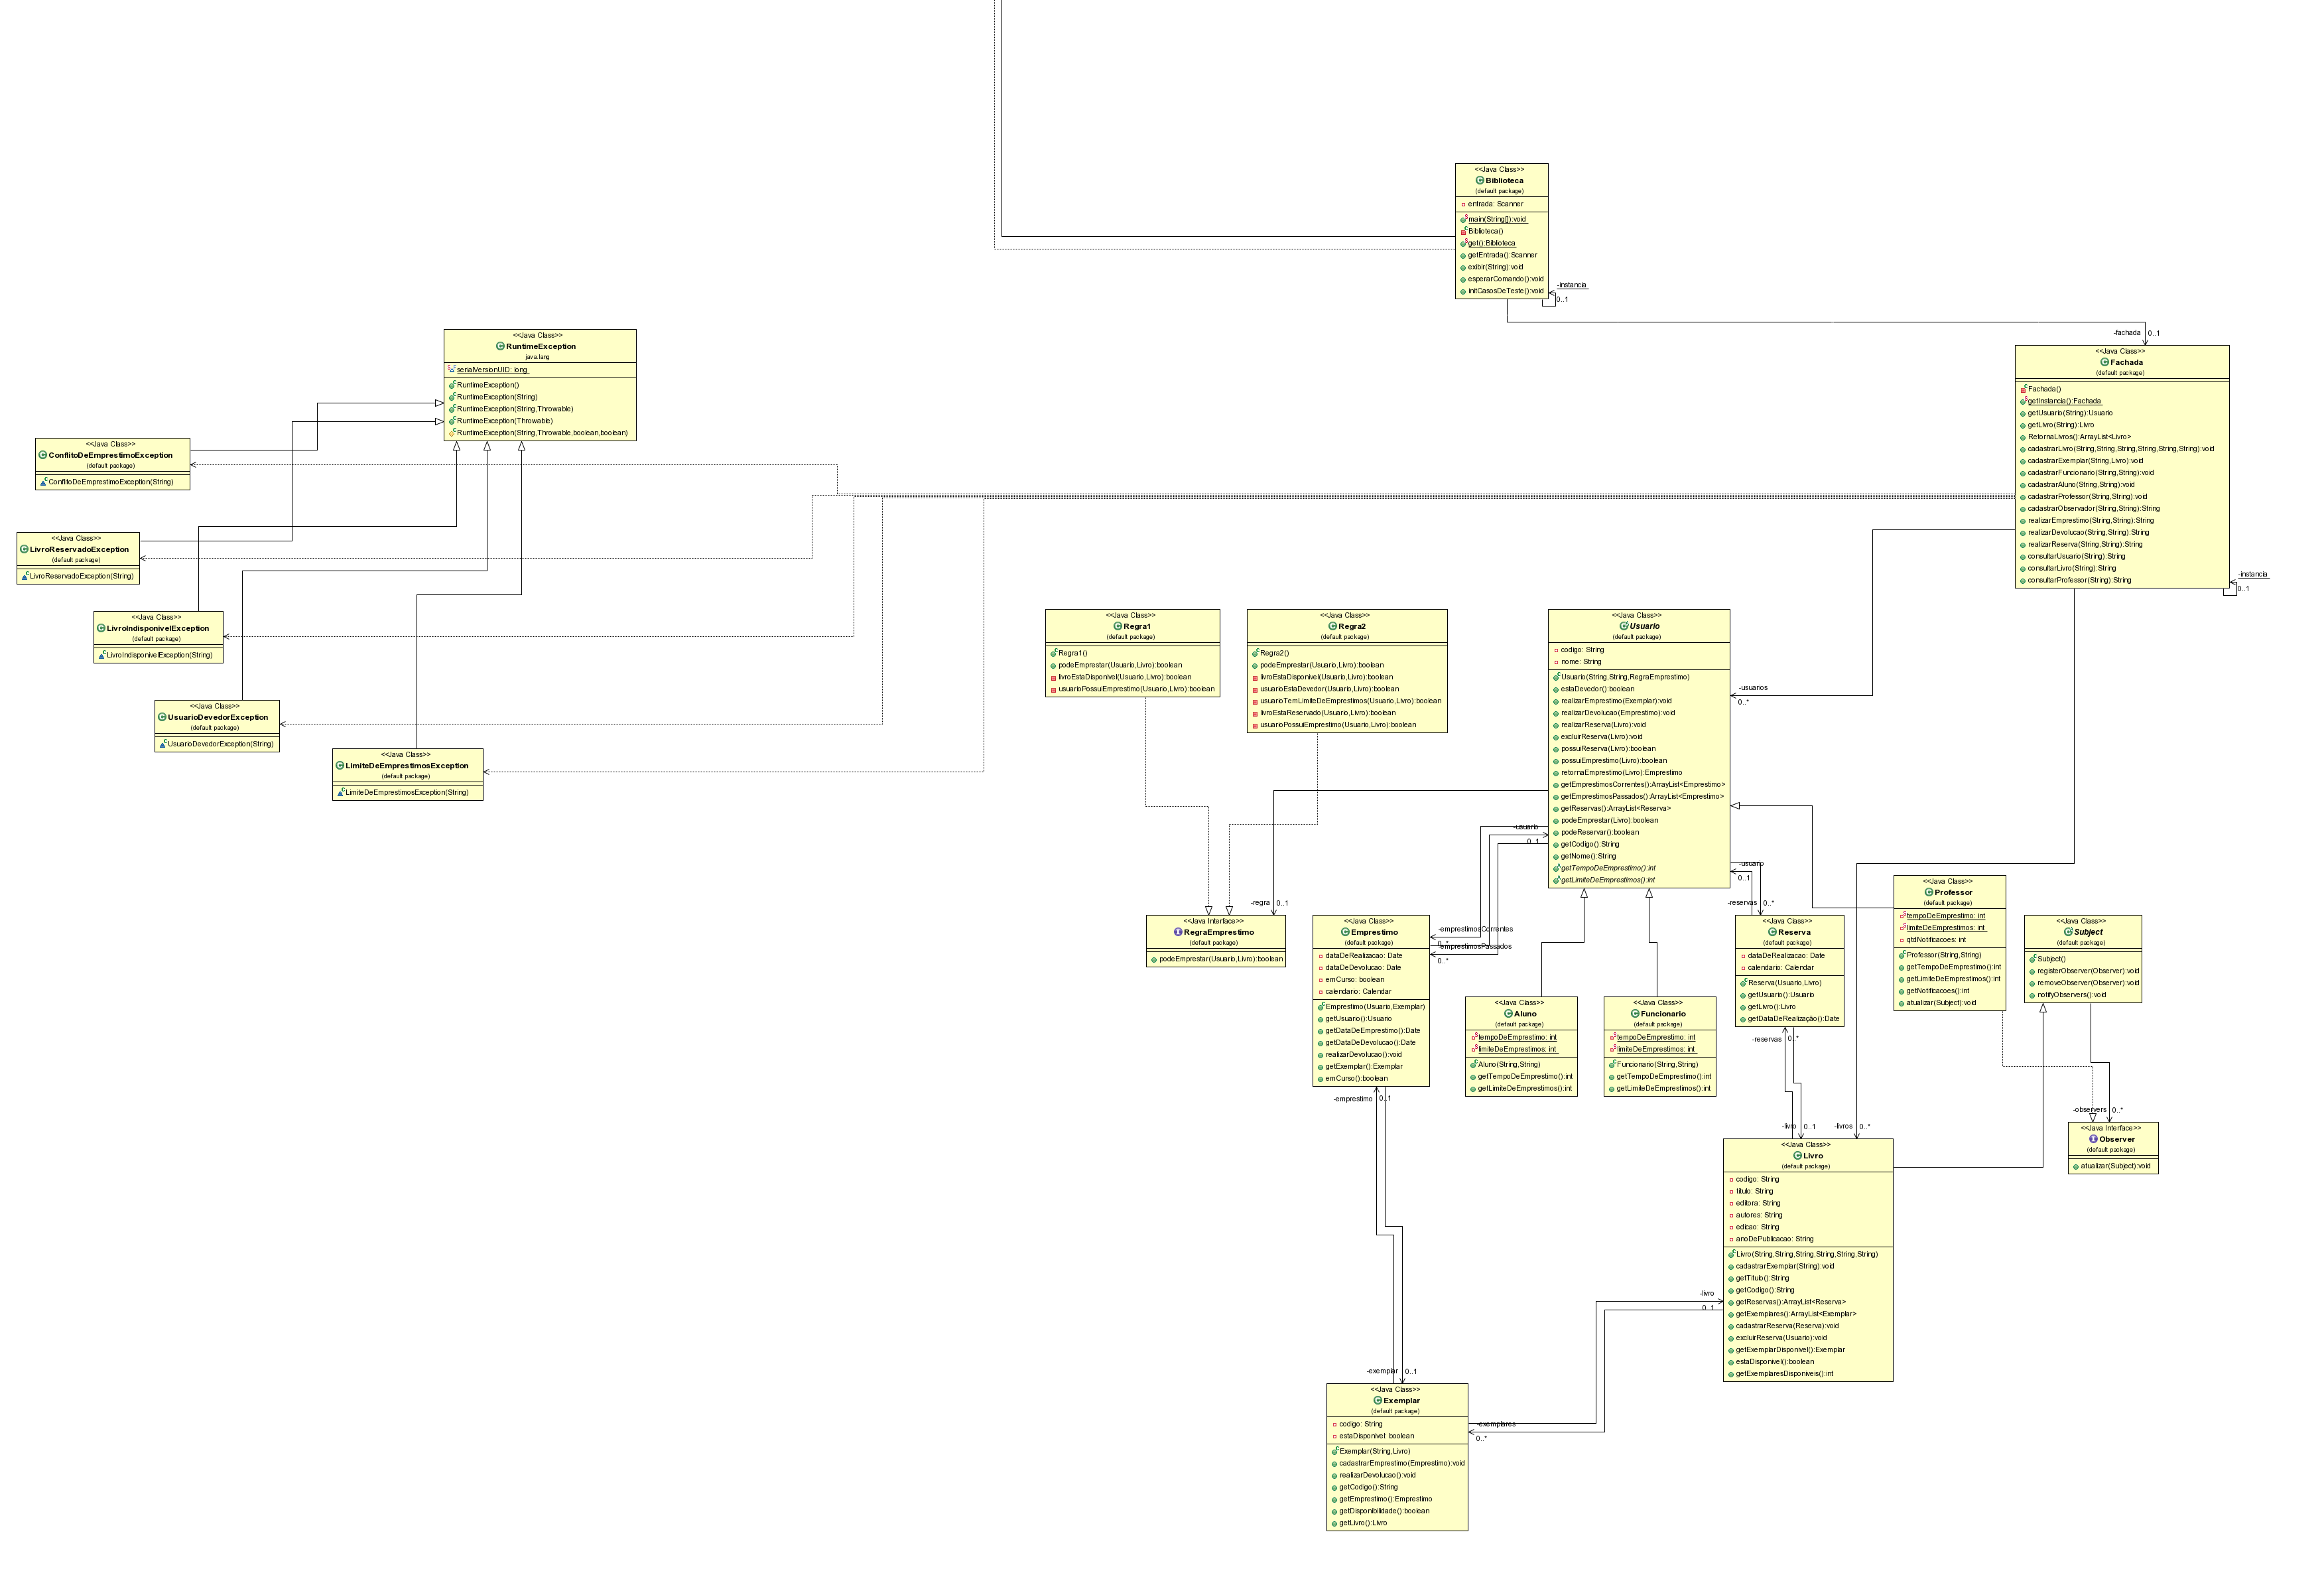 <<Java Class>>
Biblioteca
(default package)
entrada: Scanner
main(String[]):void
Biblioteca()
get():Biblioteca
getEntrada():Scanner
exibir(String):void
esperarComando():void
initCasosDeTeste():void
-instancia
0..1
-fachada
0..1
<<Java Class>>
RuntimeException
java.lang
serialVersionUID: long
RuntimeException()
RuntimeException(String)
RuntimeException(String,Throwable)
RuntimeException(Throwable)
RuntimeException(String,Throwable,boolean,boolean)
<<Java Class>>
Fachada
(default package)
Fachada()
getInstancia():Fachada
getUsuario(String):Usuario
getLivro(String):Livro
RetornaLivros():ArrayList<Livro>
cadastrarLivro(String,String,String,String,String,String):void
cadastrarExemplar(String,Livro):void
cadastrarFuncionario(String,String):void
cadastrarAluno(String,String):void
cadastrarProfessor(String,String):void
cadastrarObservador(String,String):String
realizarEmprestimo(String,String):String
realizarDevolucao(String,String):String
realizarReserva(String,String):String
consultarUsuario(String):String
consultarLivro(String):String
consultarProfessor(String):String
-instancia
0..1
<<Java Class>>
ConflitoDeEmprestimoException
(default package)
ConflitoDeEmprestimoException(String)
<<Java Class>>
LivroReservadoException
(default package)
LivroReservadoException(String)
<<Java Class>>
LivroIndisponivelException
(default package)
LivroIndisponivelException(String)
<<Java Class>>
UsuarioDevedorException
(default package)
UsuarioDevedorException(String)
<<Java Class>>
LimiteDeEmprestimosException
(default package)
LimiteDeEmprestimosException(String)
<<Java Class>>
Regra1
(default package)
Regra1()
podeEmprestar(Usuario,Livro):boolean
livroEstaDisponivel(Usuario,Livro):boolean
usuarioPossuiEmprestimo(Usuario,Livro):boolean
<<Java Class>>
Regra2
(default package)
Regra2()
podeEmprestar(Usuario,Livro):boolean
livroEstaDisponivel(Usuario,Livro):boolean
usuarioEstaDevedor(Usuario,Livro):boolean
usuarioTemLimiteDeEmprestimos(Usuario,Livro):boolean
livroEstaReservado(Usuario,Livro):boolean
usuarioPossuiEmprestimo(Usuario,Livro):boolean
<<Java Class>>
Usuario
(default package)
codigo: String
nome: String
Usuario(String,String,RegraEmprestimo)
estaDevedor():boolean
realizarEmprestimo(Exemplar):void
realizarDevolucao(Emprestimo):void
realizarReserva(Livro):void
excluirReserva(Livro):void
possuiReserva(Livro):boolean
possuiEmprestimo(Livro):boolean
retornaEmprestimo(Livro):Emprestimo
getEmprestimosCorrentes():ArrayList<Emprestimo>
getEmprestimosPassados():ArrayList<Emprestimo>
getReservas():ArrayList<Reserva>
podeEmprestar(Livro):boolean
podeReservar():boolean
getCodigo():String
getNome():String
getTempoDeEmprestimo():int
getLimiteDeEmprestimos():int
-usuarios
0..*
-usuario
0..1
-usuario
0..1
-regra
0..1
-reservas
0..*
<<Java Interface>>
RegraEmprestimo
(default package)
podeEmprestar(Usuario,Livro):boolean
<<Java Class>>
Emprestimo
(default package)
dataDeRealizacao: Date
dataDeDevolucao: Date
emCurso: boolean
calendario: Calendar
Emprestimo(Usuario,Exemplar)
getUsuario():Usuario
getDataDeEmprestimo():Date
getDataDeDevolucao():Date
realizarDevolucao():void
getExemplar():Exemplar
emCurso():boolean
-emprestimosCorrentes
0..*
-emprestimosPassados
0..*
<<Java Class>>
Aluno
(default package)
tempoDeEmprestimo: int
limiteDeEmprestimos: int
Aluno(String,String)
getTempoDeEmprestimo():int
getLimiteDeEmprestimos():int
<<Java Class>>
Funcionario
(default package)
tempoDeEmprestimo: int
limiteDeEmprestimos: int
Funcionario(String,String)
getTempoDeEmprestimo():int
getLimiteDeEmprestimos():int
<<Java Class>>
Reserva
(default package)
dataDeRealizacao: Date
calendario: Calendar
Reserva(Usuario,Livro)
getUsuario():Usuario
getLivro():Livro
getDataDeRealização():Date
<<Java Class>>
Professor
(default package)
tempoDeEmprestimo: int
limiteDeEmprestimos: int
qtdNotificacoes: int
Professor(String,String)
getTempoDeEmprestimo():int
getLimiteDeEmprestimos():int
getNotificacoes():int
atualizar(Subject):void
<<Java Class>>
Subject
(default package)
Subject()
registerObserver(Observer):void
removeObserver(Observer):void
notifyObservers():void
-reservas
0..*
-emprestimo
0..1
-observers
0..*
-livro
0..1
-livros
0..*
<<Java Interface>>
Observer
(default package)
atualizar(Subject):void
<<Java Class>>
Livro
(default package)
codigo: String
titulo: String
editora: String
autores: String
edicao: String
anoDePublicacao: String
Livro(String,String,String,String,String,String)
cadastrarExemplar(String):void
getTitulo():String
getCodigo():String
getReservas():ArrayList<Reserva>
getExemplares():ArrayList<Exemplar>
cadastrarReserva(Reserva):void
excluirReserva(Usuario):void
getExemplarDisponivel():Exemplar
estaDisponivel():boolean
getExemplaresDisponiveis():int
-livro
0..1
-exemplar
0..1
<<Java Class>>
Exemplar
(default package)
codigo: String
estaDisponivel: boolean
Exemplar(String,Livro)
cadastrarEmprestimo(Emprestimo):void
realizarDevolucao():void
getCodigo():String
getEmprestimo():Emprestimo
getDisponibilidade():boolean
getLivro():Livro
-exemplares
0..*